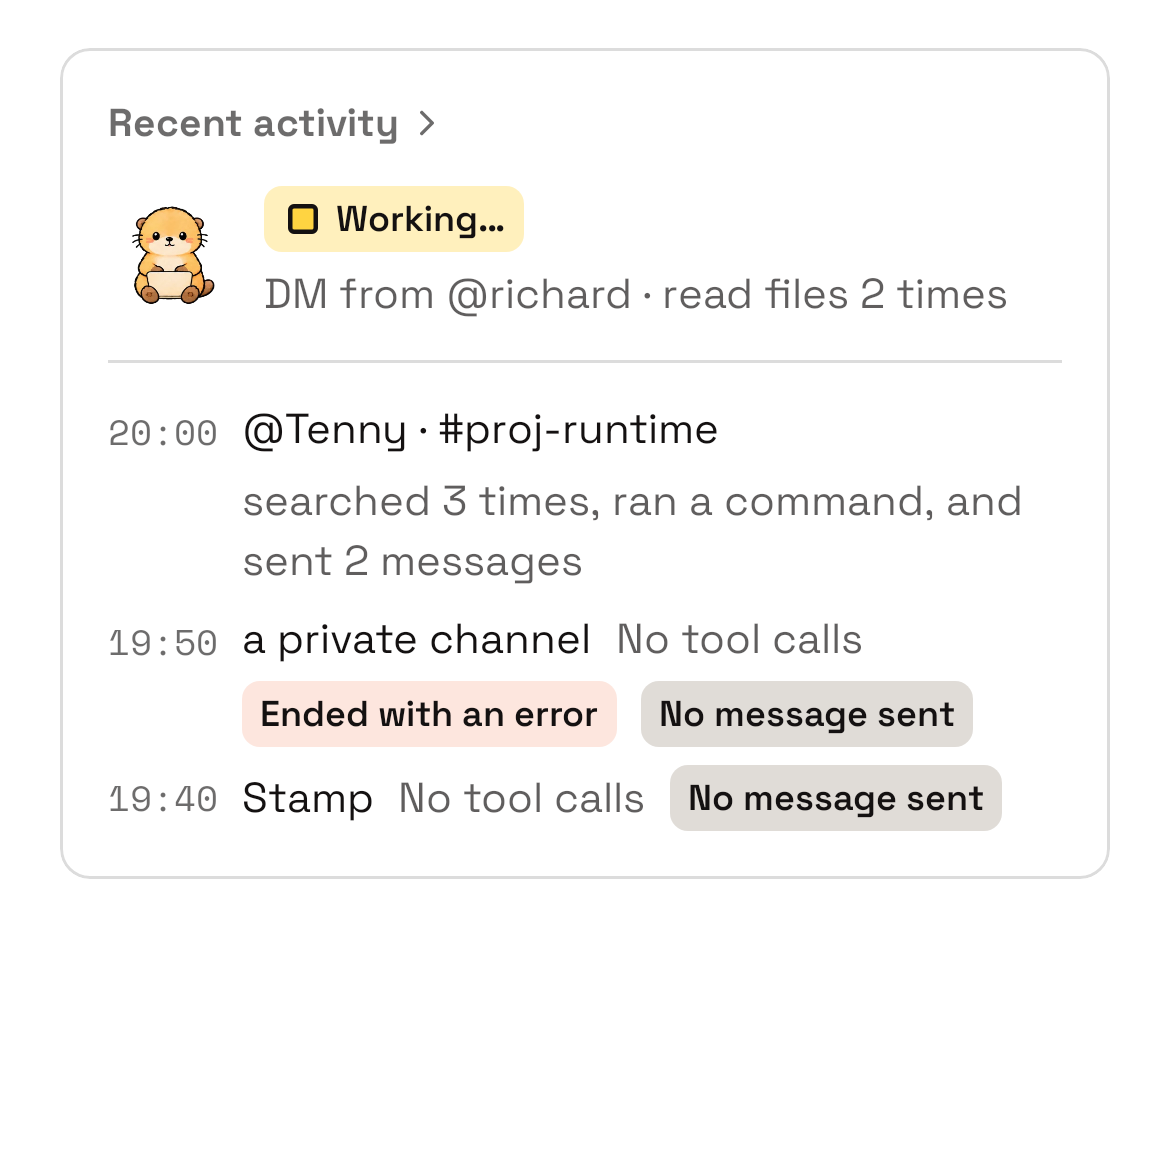 Recent activity
Working...
DM from @richard · read files 2 times
20:00 @Tenny · #proj-runtime
searched 3 times, ran a command, and
sent 2 messages
19:50 a private channel No tool calls
Ended with an error No message sent
19:40 Stamp No tool calls No message sent